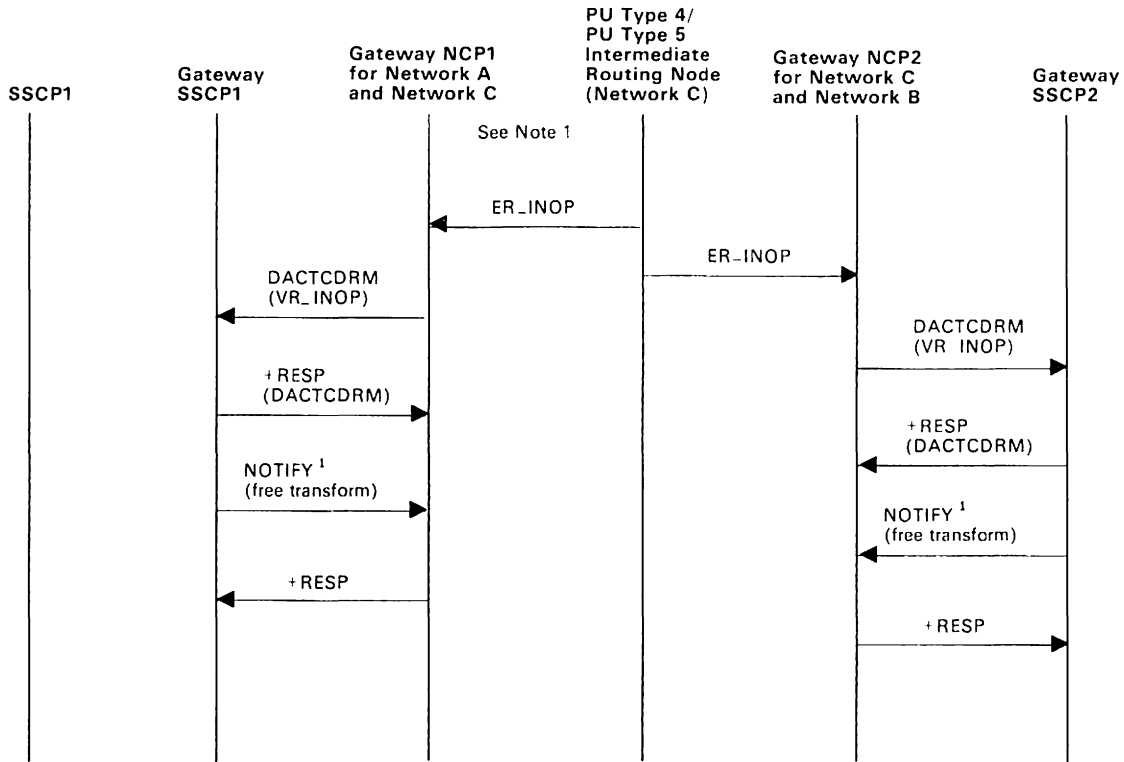 SSCP1
Gateway
SSCP1
Gateway NCP1
for Network A
and Network C
PU Type 4/
PU Type 5
Intermediate
Routing Node
(Network C)
Gateway NCP2
for Network C
and Network B
Gateway
SSCP2
See Note 1
ER_INOP
ER_INOP
DACTCDRM
(VR_INOP)
DACTCDRM
(VR INOP)
+RESP
(DACTCDRM)
+RESP
(DACTCDRM)
NOTIFY 1
(free transform)
NOTIFY 1
(free transform)
+RESP
+RESP